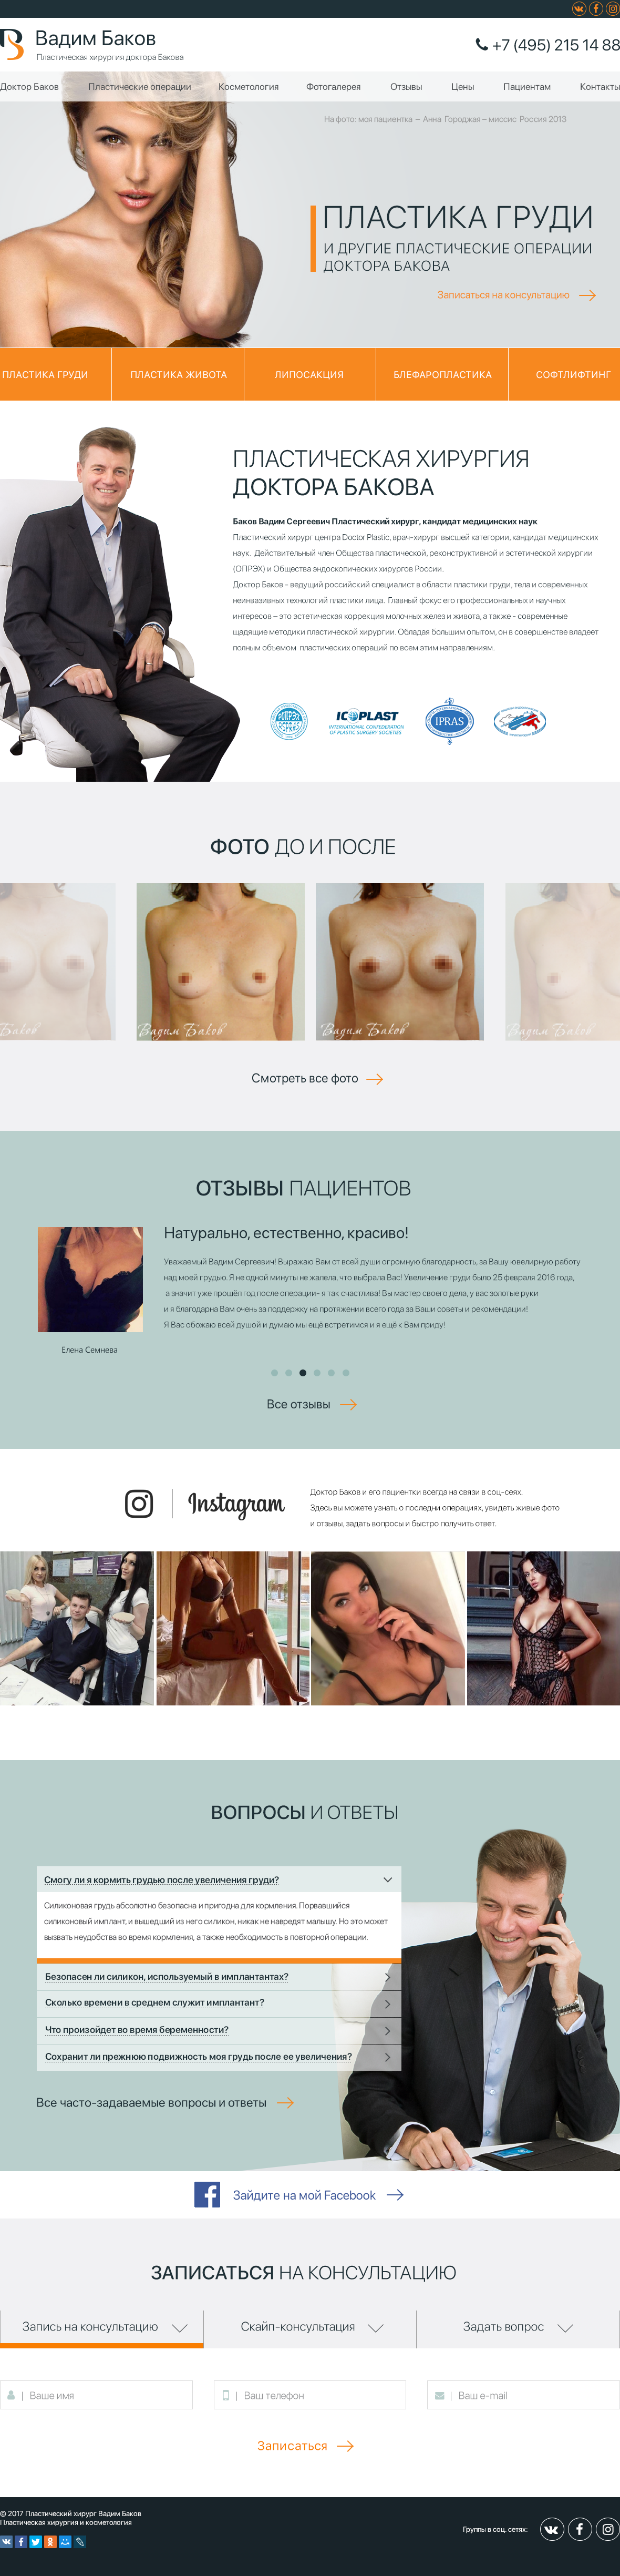 Вадим Баков
Пластическая хирургия доктора Бакова
+7 (495) 215 14 88
Доктор Баков
Пластические операции
Косметология
Фотогалерея
Отзывы
Цены
Пациентам
Контакты
На фото: моя пациентка – Анна Городжая – миссис Россия 2013
ПЛАСТИКА ГРУДИ
И ДРУГИЕ ПЛАСТИЧЕСКИЕ ОПЕРАЦИИ
ДОКТОРА БАКОВА
Записаться на консультацию
ПЛАСТИКА ГРУДИ
ПЛАСТИКА ЖИВОТА
ЛИПОСАКЦИЯ
БЛЕФАРОПЛАСТИКА
СОФТЛИФТИНГ
ПЛАСТИЧЕСКАЯ ХИРУРГИЯ
ДОКТОРА БАКОВА
Баков Вадим Сергеевич Пластический хирург, кандидат медицинских наук
Пластический хирург центра Doctor Plastic, врач-хирург высшей категории, кандидат медицинских
наук. Действительный член Общества пластической, реконструктивной и эстетической хирургии
(ОПРЭХ) и Общества эндоскопических хирургов России.
Доктор Баков - ведущий российский специалист в области пластики груди, тела и современных
неинвазивных технологий пластики лица. Главный фокус его профессиональных и научных
интересов – это эстетическая коррекция молочных желез и живота, а также - современные
щадящие методики пластической хирургии. Обладая большим опытом, он в совершенстве владеет
полным объемом пластических операций по всем этим направлениям.
ICOPLAST
INTERNATIONAL CONFEDERATION
OF PLASTIC SURGERY SOCIETIES
IPRAS
ФОТО ДО И ПОСЛЕ
Вадим Баков
Вадим Баков
Вадим Баков
Смотреть все фото
ОТЗЫВЫ ПАЦИЕНТОВ
Натурально, естественно, красиво!
Уважаемый Вадим Сергеевич! Выражаю Вам от всей души огромную благодарность, за Вашу ювелирную работу
над моей грудью. Я не одной минуты не жалела, что выбрала Вас! Увеличение груди было 25 февраля 2016 года,
а значит уже прошёл год после операции- я так счастлива! Вы мастер своего дела, у вас золотые руки
и я благодарна Вам очень за поддержку на протяжении всего года за Ваши советы и рекомендации!
Я Вас обожаю всей душой и думаю мы ещё встретимся и я ещё к Вам приду!
Елена Семнева
Все отзывы
Instagram
Доктор Баков и его пациентки всегда на связи в соц-сеях.
Здесь вы можете узнать о последни операциях, увидеть живые фото
и отзывы, задать вопросы и быстро получить ответ.
ВОПРОСЫ И ОТВЕТЫ
Смогу ли я кормить грудью после увеличения груди?
Силиконовая грудь абсолютно безопасна и пригодна для кормления. Порвавшийся
силиконовый имплант, и вышедший из него силикон, никак не навредят малышу. Но это может
вызвать неудобства во время кормления, а также необходимость в повторной операции.
Безопасен ли силикон, используемый в имплантантах?
Сколько времени в среднем служит имплантант?
Что произойдет во время беременности?
Сохранит ли прежнюю подвижность моя грудь после ее увеличения?
Все часто-задаваемые вопросы и ответы
Зайдите на мой Facebook
ЗАПИСАТЬСЯ НА КОНСУЛЬТАЦИЮ
Запись на консультацию
Скайп-консультация
Задать вопрос
Ваше имя
Ваш телефон
Ваш e-mail
Записаться
© 2017 Пластический хирург Вадим Баков
Пластическая хирургия и косметология
Группы в соц. сетях: